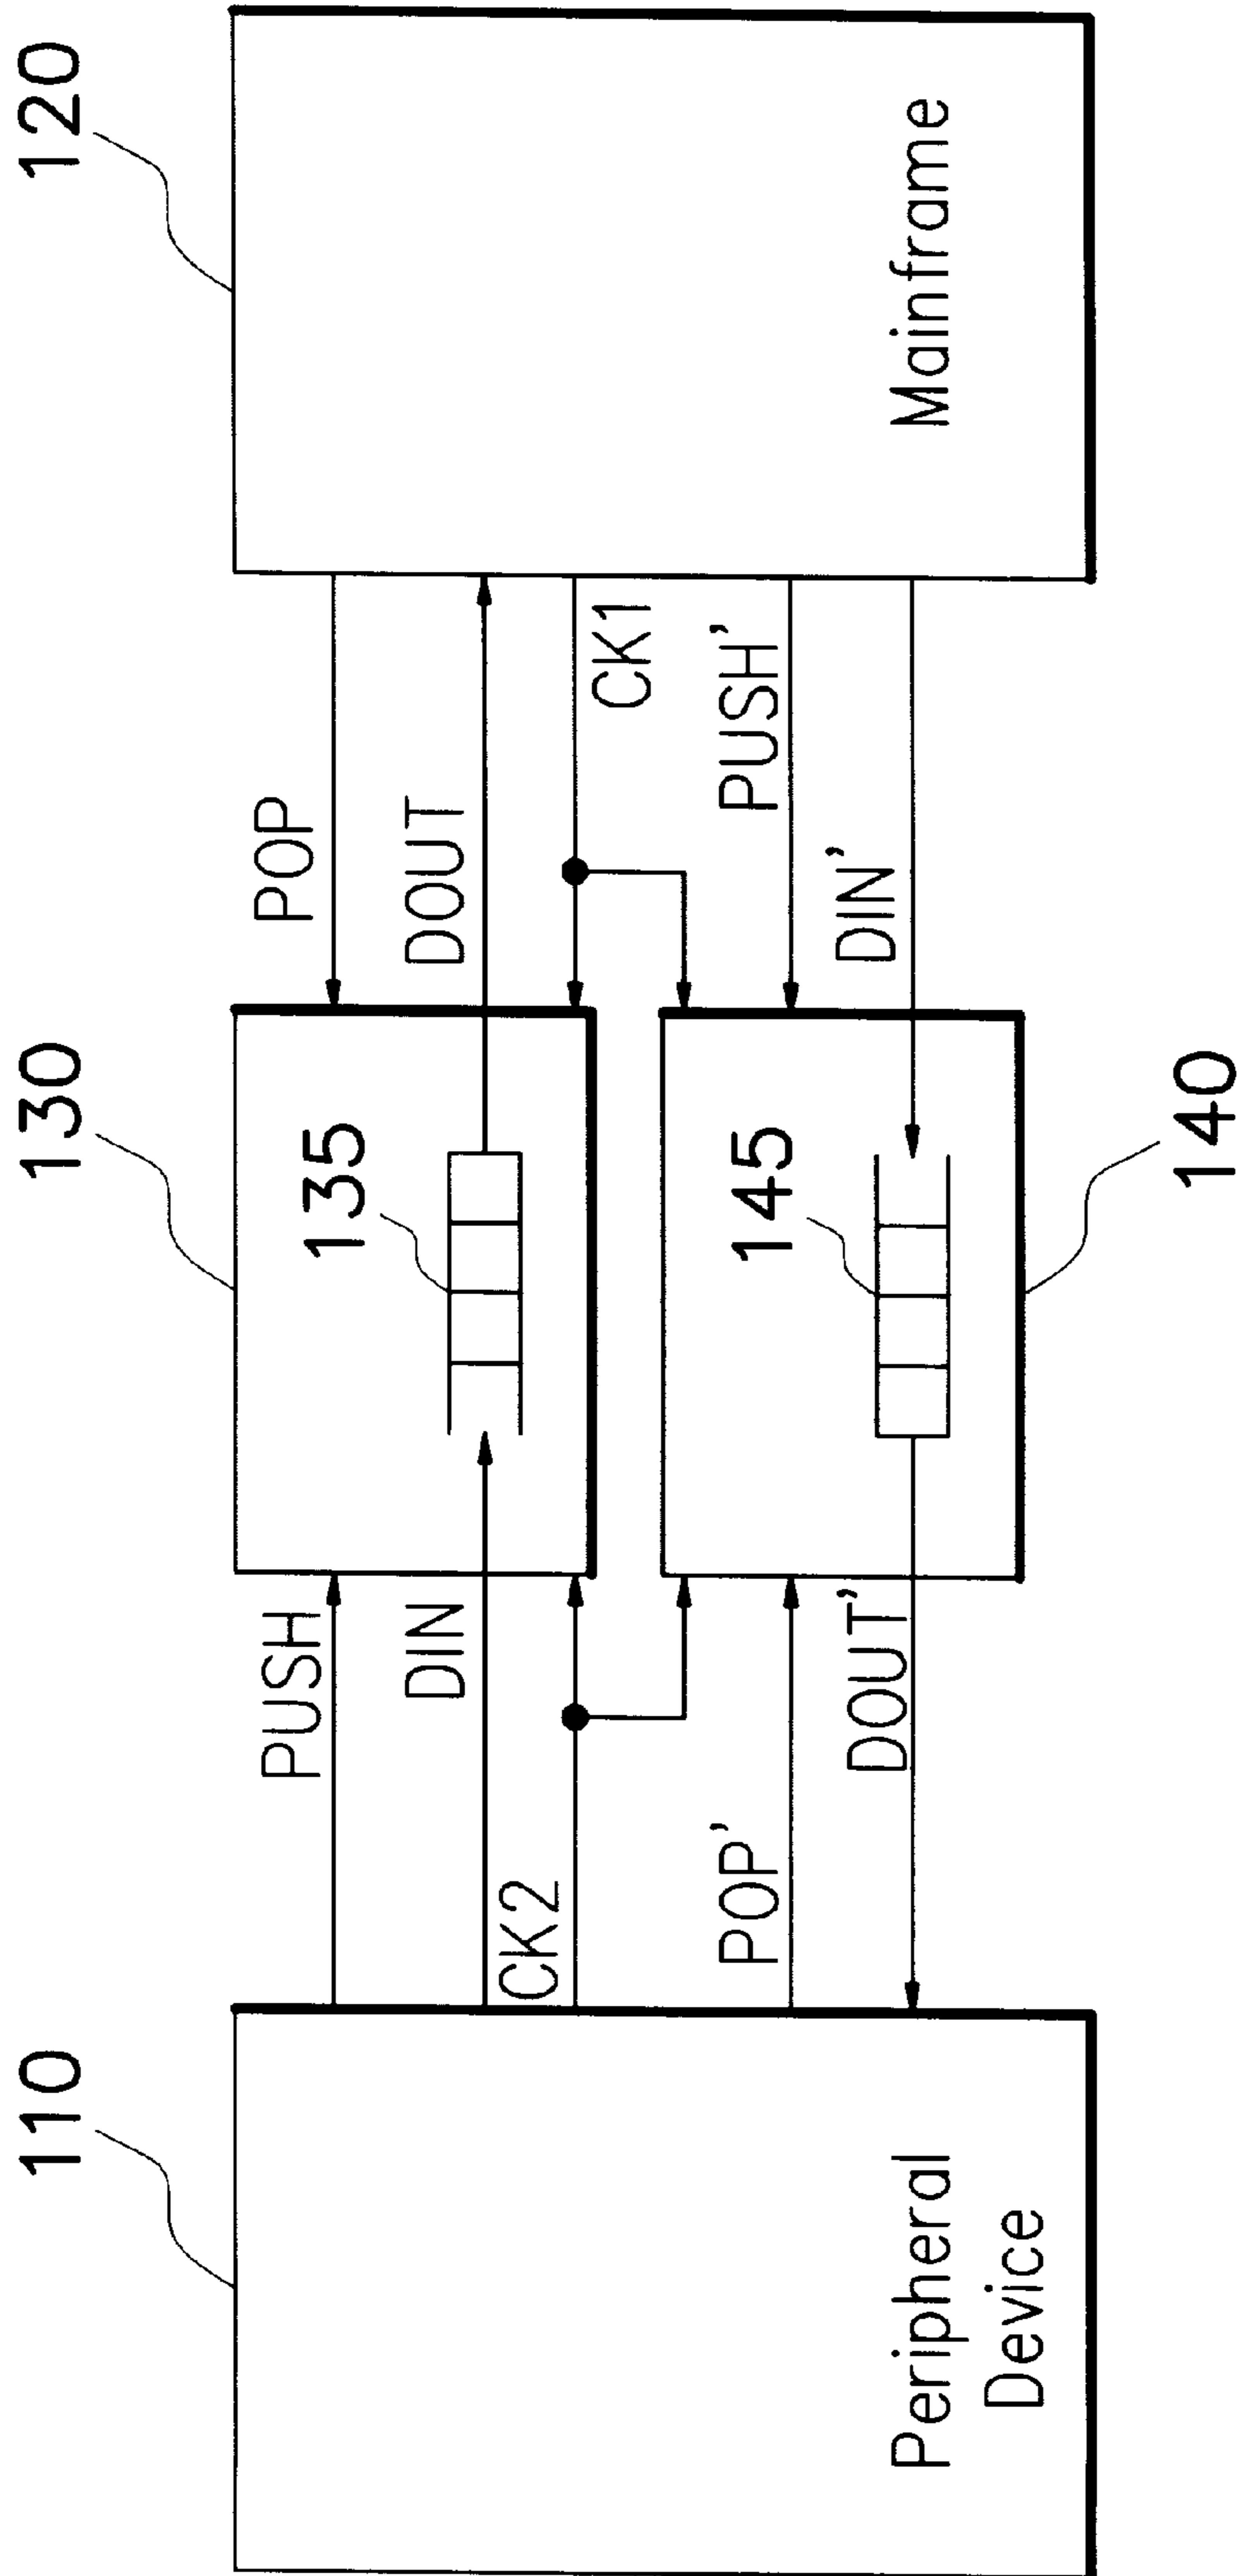 110
130
120
PUSH
POP
135
DIN
DOUT
CK2
CK1
POP'
PUSH'
145
DOUT'
DIN'
Peripheral
Device
Mainframe
140